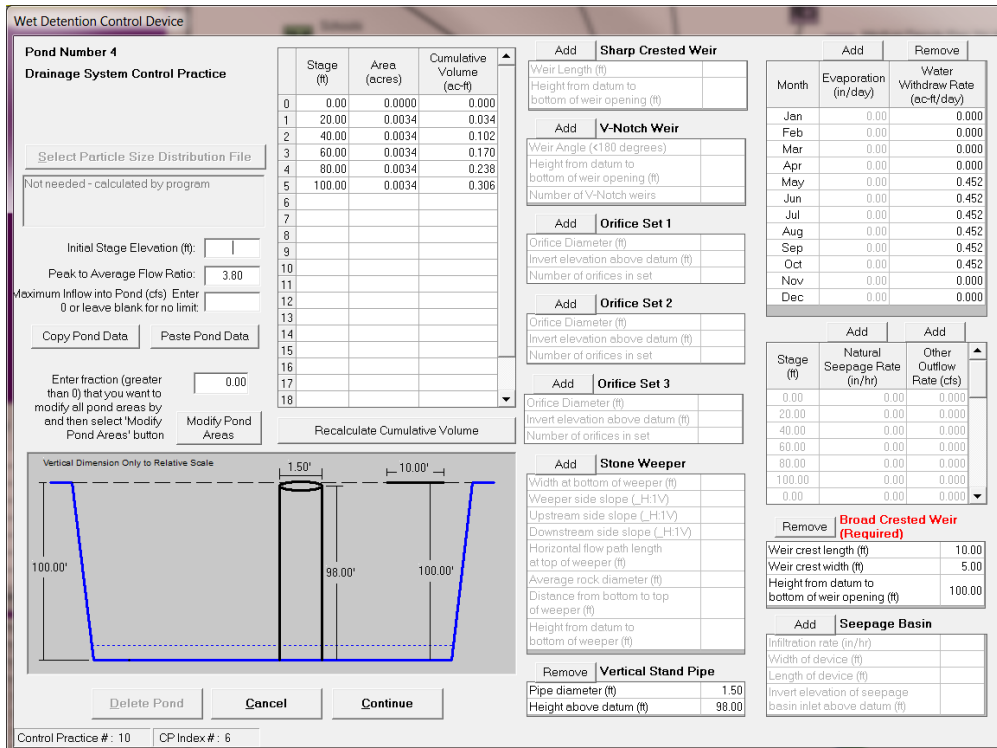 Wet Detention Control Device
Pond Number 4
Drainage System Control Practice
Select Particle Size Distribution File
Not needed - calculated by program
Initial Stage Elevation (ft):
Peak to Average Flow Ratio: 3.80
Maximum Inflow into Pond (cfs) Enter
0 or leave blank for no limit:
Copy Pond Data Paste Pond Data
Enter fraction (greater 0.00
than 0) that you want to
modify all pond areas by
and then select 'Modify
Pond Areas' button
Modify Pond
Areas
Stage
(ft)
Area
(acres)
Cumulative
Volume
(ac-ft)
0 0.00 0.0000 0.000
1 20.00 0.0034 0.034
2 40.00 0.0034 0.102
3 60.00 0.0034 0.170
4 80.00 0.0034 0.238
5 100.00 0.0034 0.306
6
7
8
9
10
11
12
13
14
15
16
17
18
Recalculate Cumulative Volume
Vertical Dimension Only to Relative Scale
1.50'
10.00'
100.00'
98.00'
100.00'
Delete Pond Cancel Continue
Control Practice # : 10 CP Index # : 6
Add Sharp Crested Weir
Weir Length (ft)
Height from datum to
bottom of weir opening (ft)
Add V-Notch Weir
Weir Angle (<180 degrees)
Height from datum to
bottom of weir opening (ft)
Number of V-Notch weirs
Add Orifice Set 1
Orifice Diameter (ft)
Invert elevation above datum (ft)
Number of orifices in set
Add Orifice Set 2
Orifice Diameter (ft)
Invert elevation above datum (ft)
Number of orifices in set
Add Orifice Set 3
Orifice Diameter (ft)
Invert elevation above datum (ft)
Number of orifices in set
Add Stone Weeper
Width at bottom of weeper (ft)
Weeper side slope (_H:1V)
Upstream side slope (_H:1V)
Downstream side slope (_H:1V)
Horizontal flow path length
at top of weeper (ft)
Average rock diameter (ft)
Distance from bottom to top
of weeper (ft)
Height from datum to
bottom of weeper (ft)
Remove Vertical Stand Pipe
Pipe diameter (ft) 1.50
Height above datum (ft) 98.00
Add Remove
Month
Evaporation
(in/day)
Water
Withdraw Rate
(ac-ft/day)
Jan 0.00 0.000
Feb 0.00 0.000
Mar 0.00 0.000
Apr 0.00 0.000
May 0.00 0.452
Jun 0.00 0.452
Jul 0.00 0.452
Aug 0.00 0.452
Sep 0.00 0.452
Oct 0.00 0.452
Nov 0.00 0.000
Dec 0.00 0.000
Add Add
Stage
(ft)
Natural
Seepage Rate
(in/hr)
Other
Outflow
Rate (cfs)
0.00 0.00 0.000
20.00 0.00 0.000
40.00 0.00 0.000
60.00 0.00 0.000
80.00 0.00 0.000
100.00 0.00 0.000
0.00 0.00 0.000
Remove Broad Crested Weir
(Required)
Weir crest length (ft) 10.00
Weir crest width (ft) 5.00
Height from datum to
bottom of weir opening (ft) 100.00
Add Seepage Basin
Infiltration rate (in/hr)
Width of device (ft)
Length of device (ft)
Invert elevation of seepage
basin inlet above datum (ft)